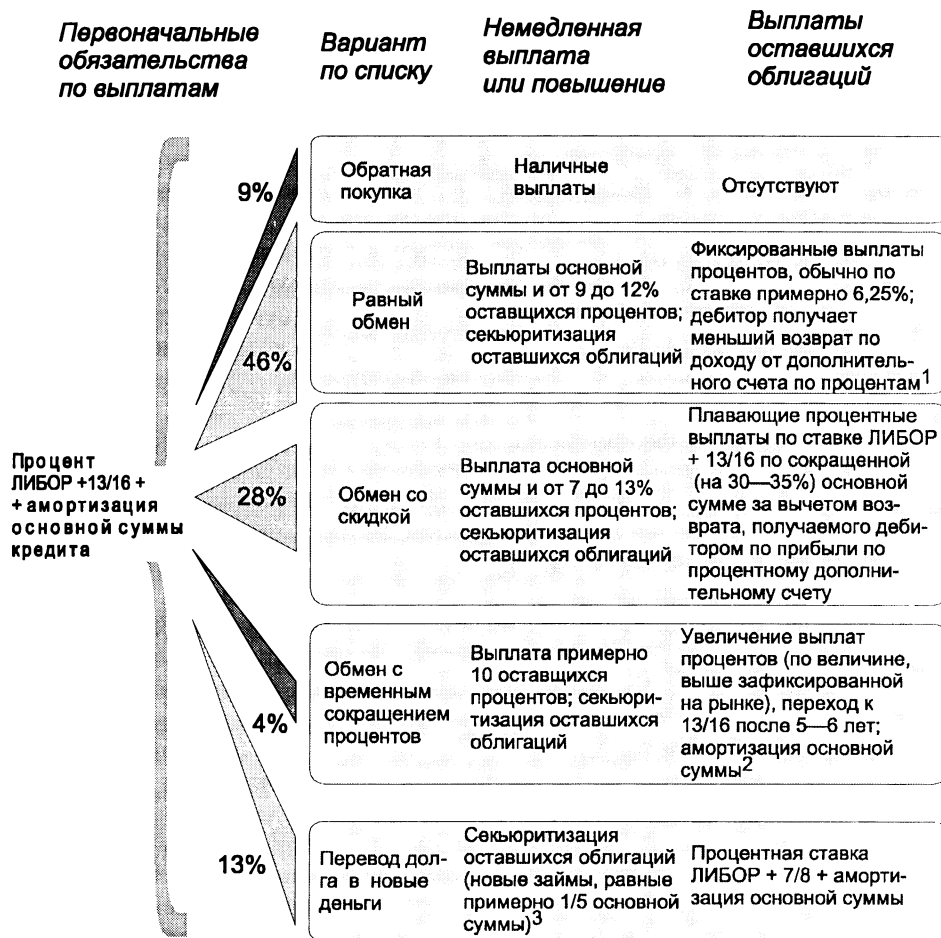 Первоначальные
обязательства
по выплатам
Вариант
по списку
Немедленная
выплата
или повышение
Выплаты
оставшихся
облигаций
Процент
ЛИБОР +13/16 +
+ амортизация
основной суммы
кредита
9%
Обратная
покупка
Наличные
выплаты
Отсутствуют
46%
Равный
обмен
Выплаты основной
суммы и от 9 до 12%
оставщихся процентов;
секьюритизация
оставшихся облигаций
Фиксированные выплаты
процентов, обычно по
ставке примерно 6,25%;
дебитор получает
меньший возврат по
доходу от дополнитель-
ного счета по процентам1
28%
Обмен со
скидкой
Выплата основной
суммы и от 7 до 13%
оставшихся процентов;
секьюритизация
оставшихся облигаций
Плавающие процентные
выплаты по ставке ЛИБОР
+ 13/16 по сокращенной
(на 30—35%) основной
сумме за вычетом воз-
врата, получаемого деби-
тором по прибыли по
процентному дополни-
тельному счету
4%
Обмен с
временным
сокращением
процентов
Выплата примерно
10 оставщихся
процентов; секьюри-
тизация оставшихся
облигаций
Увеличение выплат
процентов (по величине,
выше зафиксированной
на рынке), переход к
13/16 после 5—6 лет;
амортизация основной
суммы2
13%
Перевод дол-
га в новые
деньги
Секьюритизация
оставшихся облигаций
(новые займы, равные
примерно 1/5 основной
суммы)3
Процентная ставка
ЛИБОР + 7/8 + аморти-
зация основной суммы